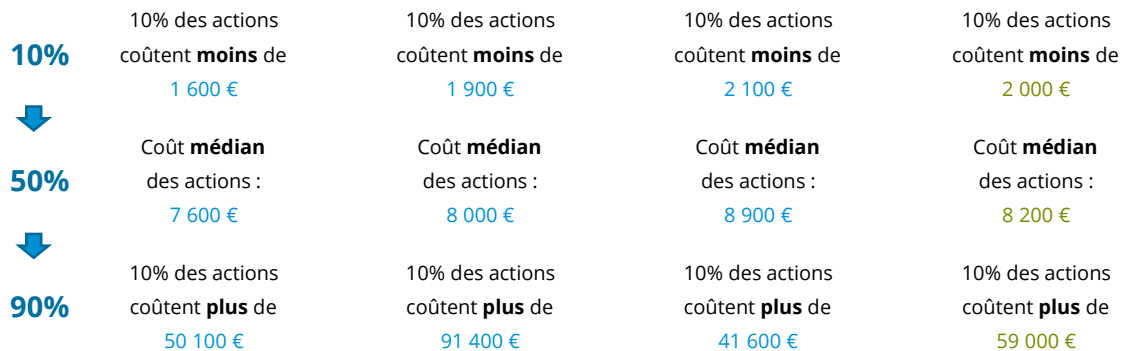 10%
10% des actions
coûtent moins de
1 600 €
10% des actions
coûtent moins de
1 900 €
10% des actions
coûtent moins de
2 100 €
10% des actions
coûtent moins de
2 000 €
50%
Coût médian
des actions :
7 600 €
Coût médian
des actions :
8 000 €
Coût médian
des actions :
8 900 €
Coût médian
des actions :
8 200 €
90%
10% des actions
coûtent plus de
50 100 €
10% des actions
coûtent plus de
91 400 €
10% des actions
coûtent plus de
41 600 €
10% des actions
coûtent plus de
59 000 €